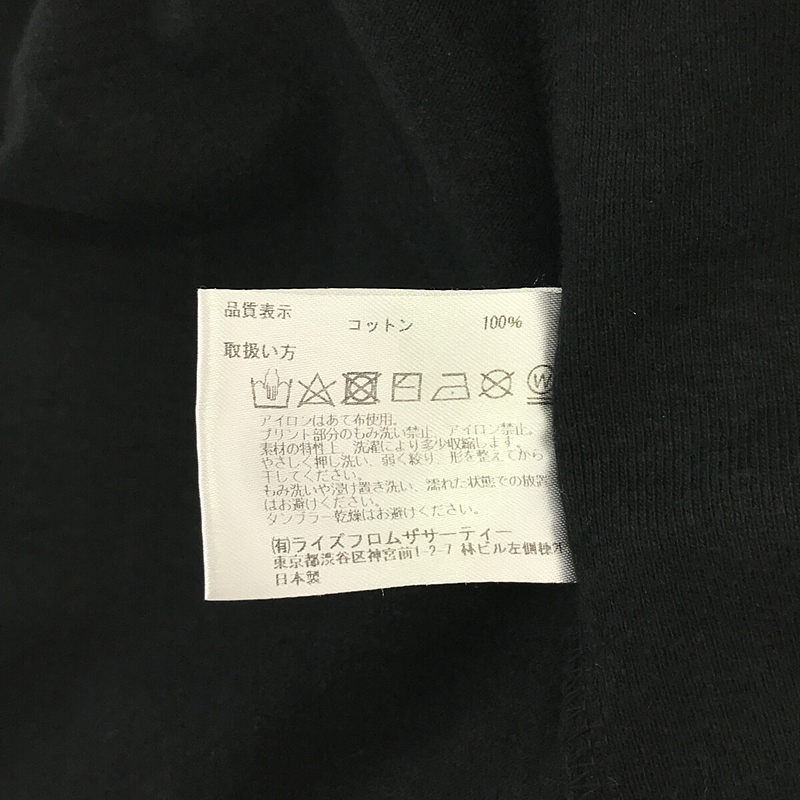 品質表示
コットン 100%
取扱い方
W
アイロンはあて布使用。
プリント部分のもみ洗い禁止、アイロン禁止。
素材の特性上、洗濯により多少収縮します。
やさしく押し洗い、弱く絞り、形を整えてから
干してください。
もみ洗いや浸け置き洗い、濡れた状態での放置
はお避けください。
タンブラー乾燥はお避けください。
(有)ライズフロムザサーティー
東京都渋谷区神宮前1-2-7 林ビル左側棟
日本製